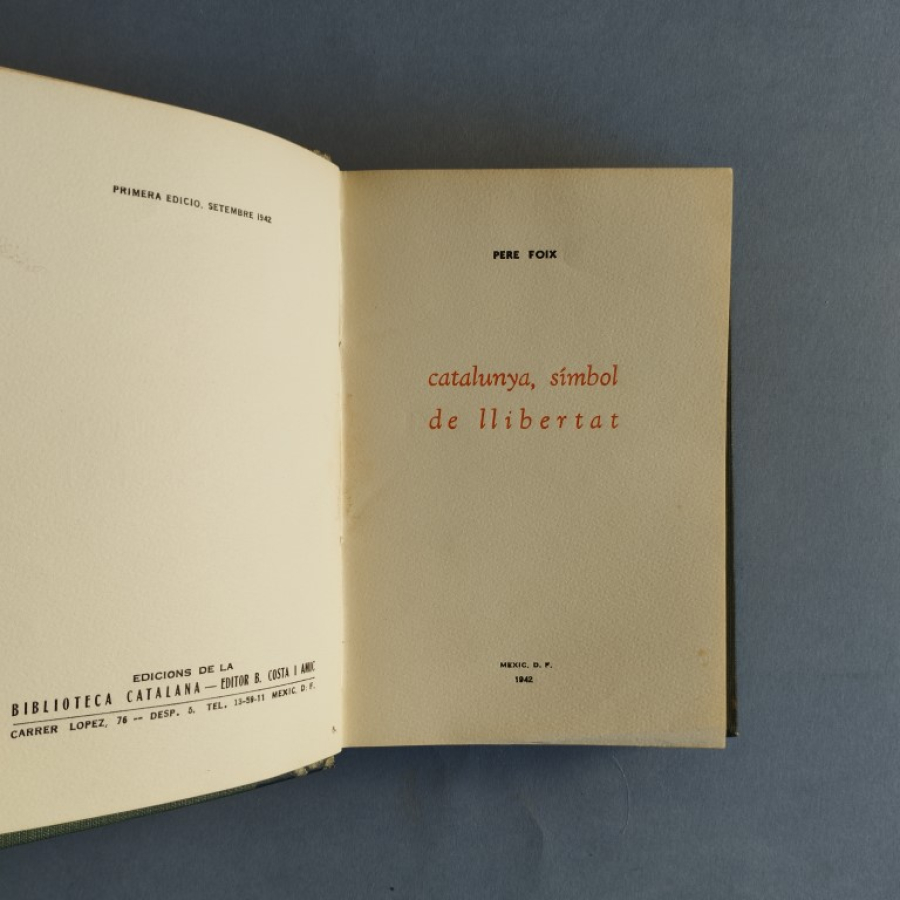 PRIMERA EDICIO, SETEMBRE 1942
EDICIONS DE LA
BIBLIOTECA CATALANA — EDITOR B. COSTA I AMIC
CARRER LOPEZ, 76 -- DESP. 5. TEL. 13-59-11 MEXIC, D. F.
PERE FOIX
catalunya, símbol
de llibertat
MEXIC, D. F.
1942